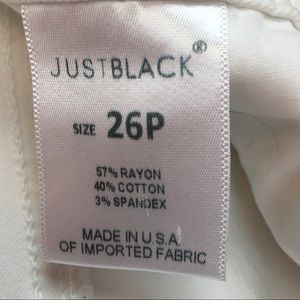 JUSTBLACK®
SIZE 26P
57% RAYON
40% COTTON
3% SPANDEX
MADE IN U.S.A
OF IMPORTED FABRIC